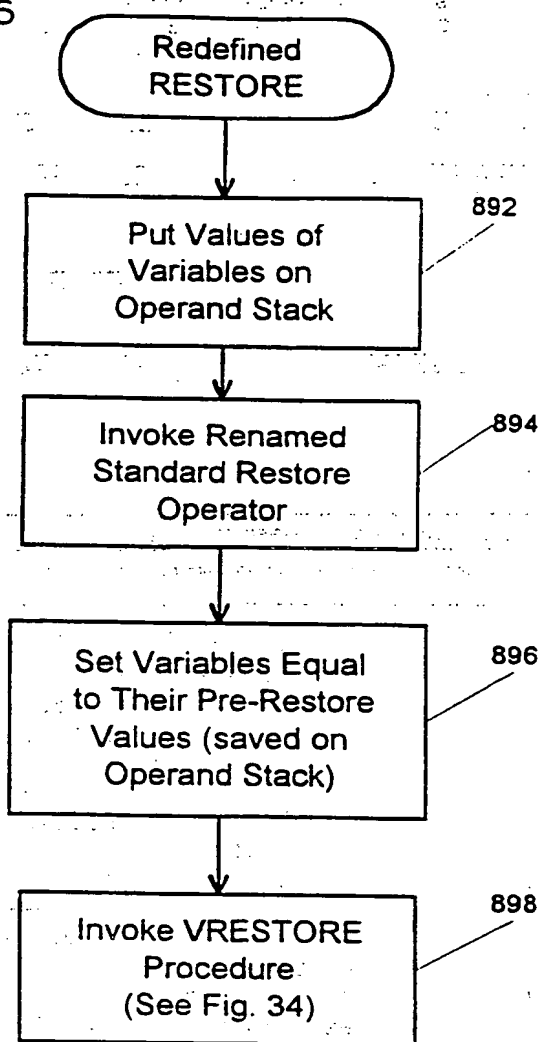 Redefined
RESTORE
892
Put Values of
Variables on
Operand Stack
894
Invoke Renamed
Standard Restore
Operator
896
Set Variables Equal
to Their Pre-Restore
Values (saved on
Operand Stack)
898
Invoke VRESTORE
Procedure
(See Fig. 34)